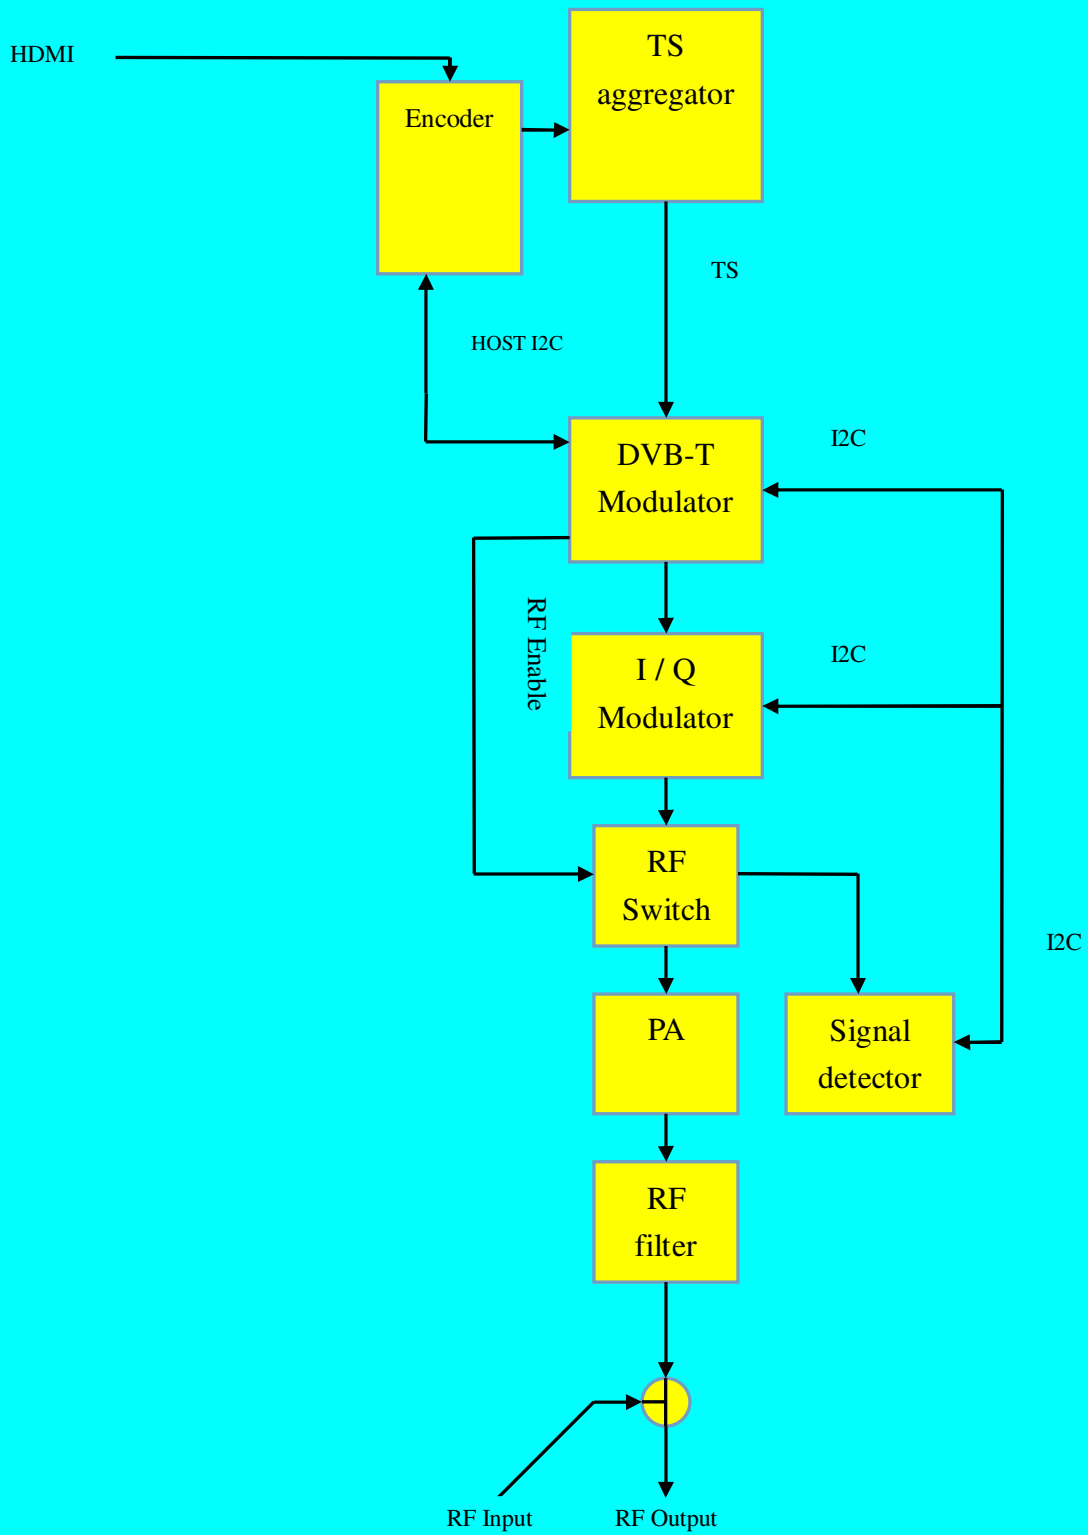 HDMI
TS
aggregator
Encoder
TS
HOST I2C
DVB-T
Modulator
I2C
RF Enable
I / Q
Modulator
I2C
RF
Switch
I2C
PA
Signal
detector
RF
filter
RF Input
RF Output